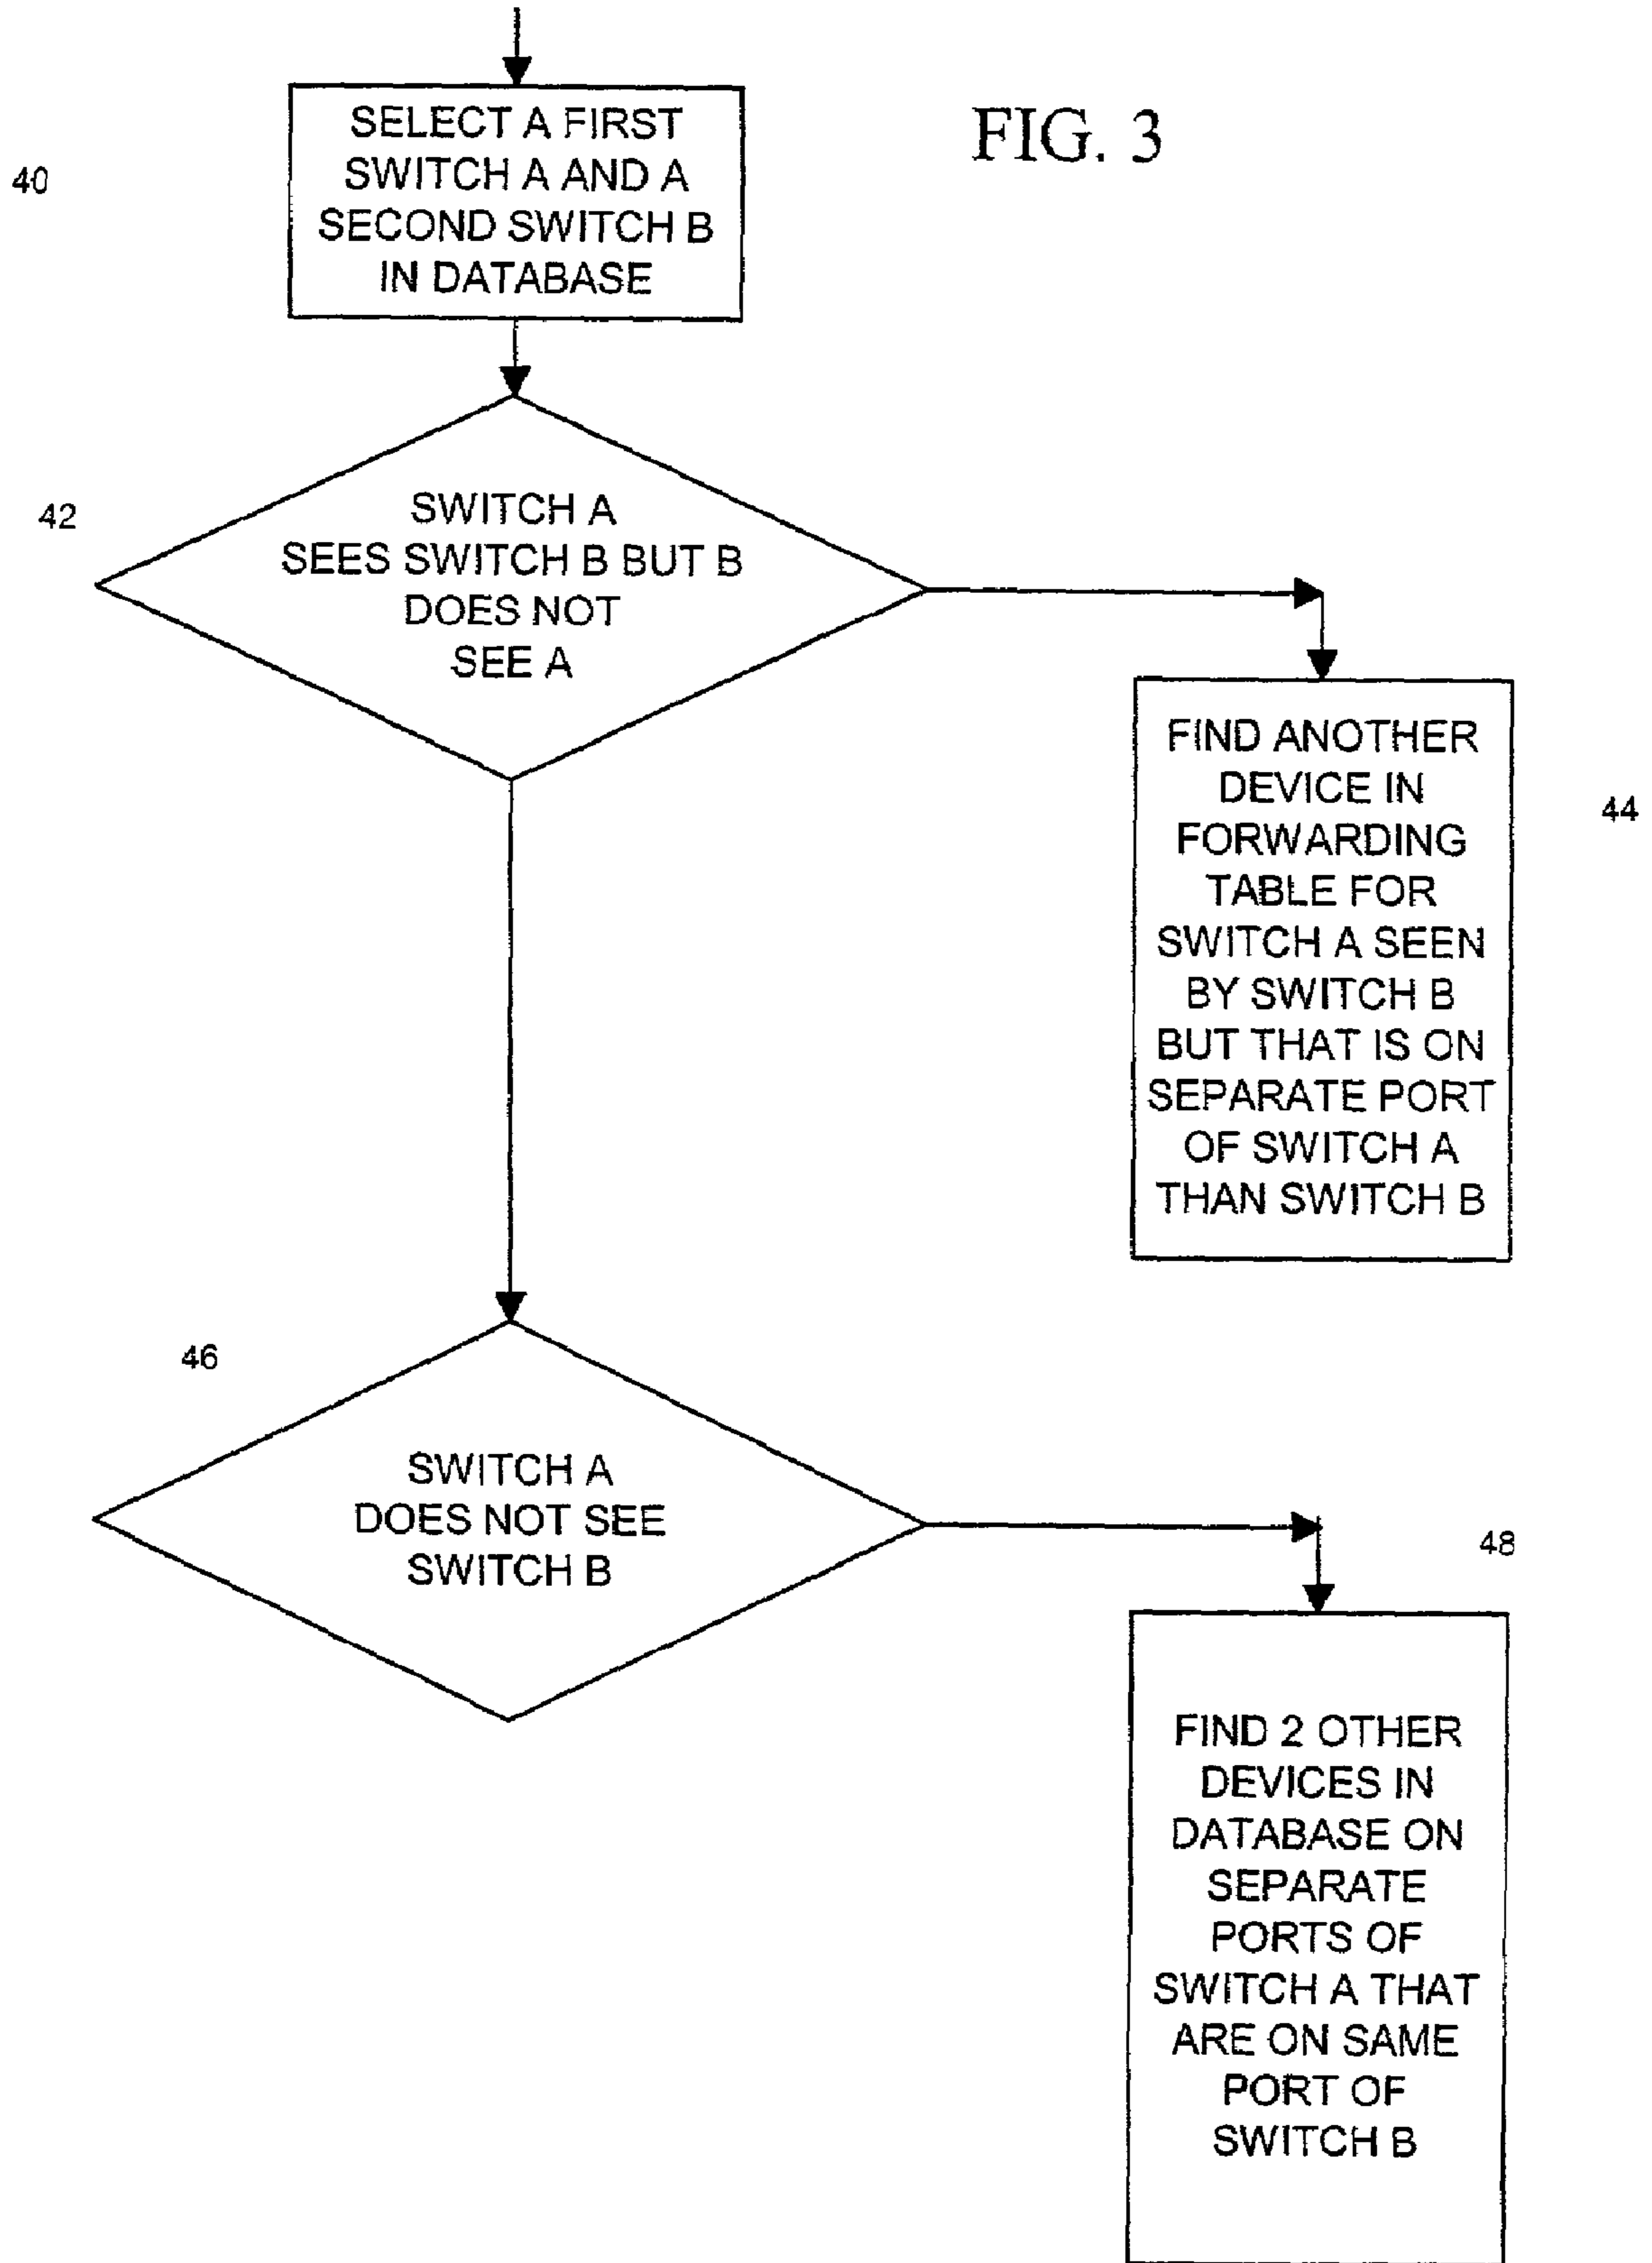 FIG. 3
40
SELECT A FIRST
SWITCH A AND A
SECOND SWITCH B
IN DATABASE
42
SWITCH A
SEES SWITCH B BUT B
DOES NOT
SEE A
44
FIND ANOTHER
DEVICE IN
FORWARDING
TABLE FOR
SWITCH A SEEN
BY SWITCH B
BUT THAT IS ON
SEPARATE PORT
OF SWITCH A
THAN SWITCH B
46
SWITCH A
DOES NOT SEE
SWITCH B
48
FIND 2 OTHER
DEVICES IN
DATABASE ON
SEPARATE
PORTS OF
SWITCH A THAT
ARE ON SAME
PORT OF
SWITCH B